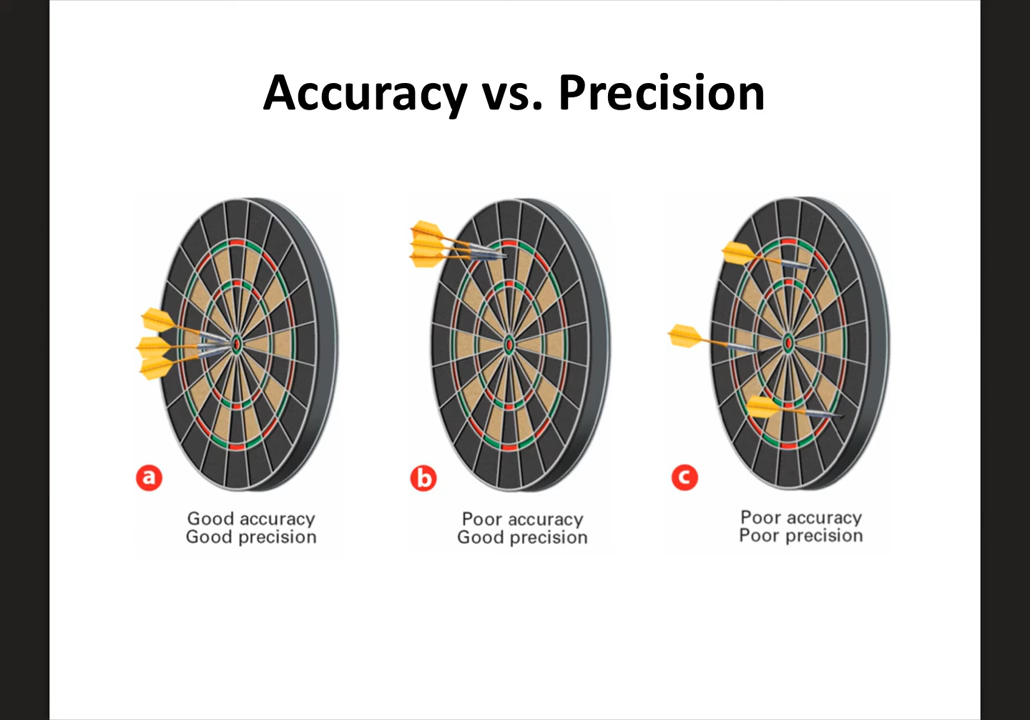 Accuracy vs. Precision
a
b
c
Good accuracy
Good precision
Poor accuracy
Good precision
Poor accuracy
Poor precision